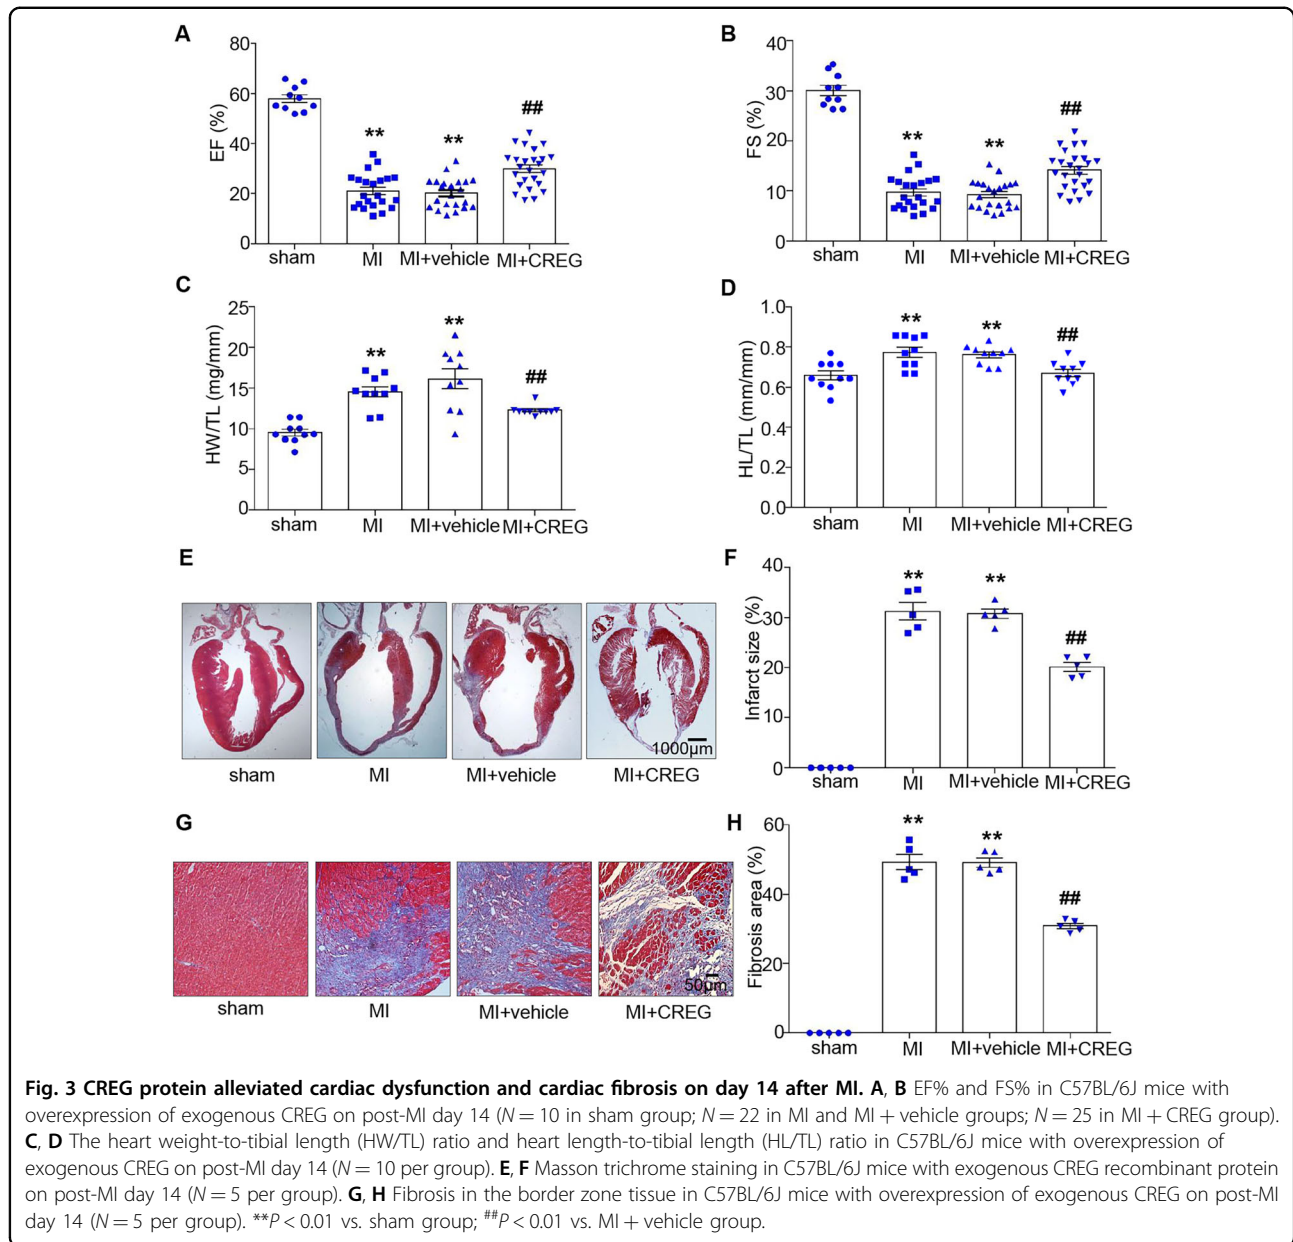 A
80
60
40
20
0
EF (%)
**
**
##
sham
MI
MI+vehicle
MI+CREG
B
40
30
20
10
0
FS (%)
**
**
##
sham
MI
MI+vehicle
MI+CREG
C
25
20
15
10
5
0
HW/TL (mg/mm)
**
**
##
sham
MI
MI+vehicle
MI+CREG
D
1.0
0.8
0.6
0.4
0.2
0.0
HL/TL (mm/mm)
**
**
##
sham
MI
MI+vehicle
MI+CREG
E
1000μm
sham
MI
MI+vehicle
MI+CREG
F
40
30
20
10
0
Infarct size (%)
**
**
##
sham
MI
MI+vehicle
MI+CREG
G
50μm
sham
MI
MI+vehicle
MI+CREG
H
60
40
20
0
Fibrosis area (%)
**
**
##
sham
MI
MI+vehicle
MI+CREG
Fig. 3 CREG protein alleviated cardiac dysfunction and cardiac fibrosis on day 14 after MI. A, B EF% and FS% in C57BL/6J mice with
overexpression of exogenous CREG on post-MI day 14 (N = 10 in sham group; N = 22 in MI and MI + vehicle groups; N = 25 in MI + CREG group).
C, D The heart weight-to-tibial length (HW/TL) ratio and heart length-to-tibial length (HL/TL) ratio in C57BL/6J mice with overexpression of
exogenous CREG on post-MI day 14 (N = 10 per group). E, F Masson trichrome staining in C57BL/6J mice with exogenous CREG recombinant protein
on post-MI day 14 (N = 5 per group). G, H Fibrosis in the border zone tissue in C57BL/6J mice with overexpression of exogenous CREG on post-MI
day 14 (N = 5 per group). **P < 0.01 vs. sham group; ##P < 0.01 vs. MI + vehicle group.